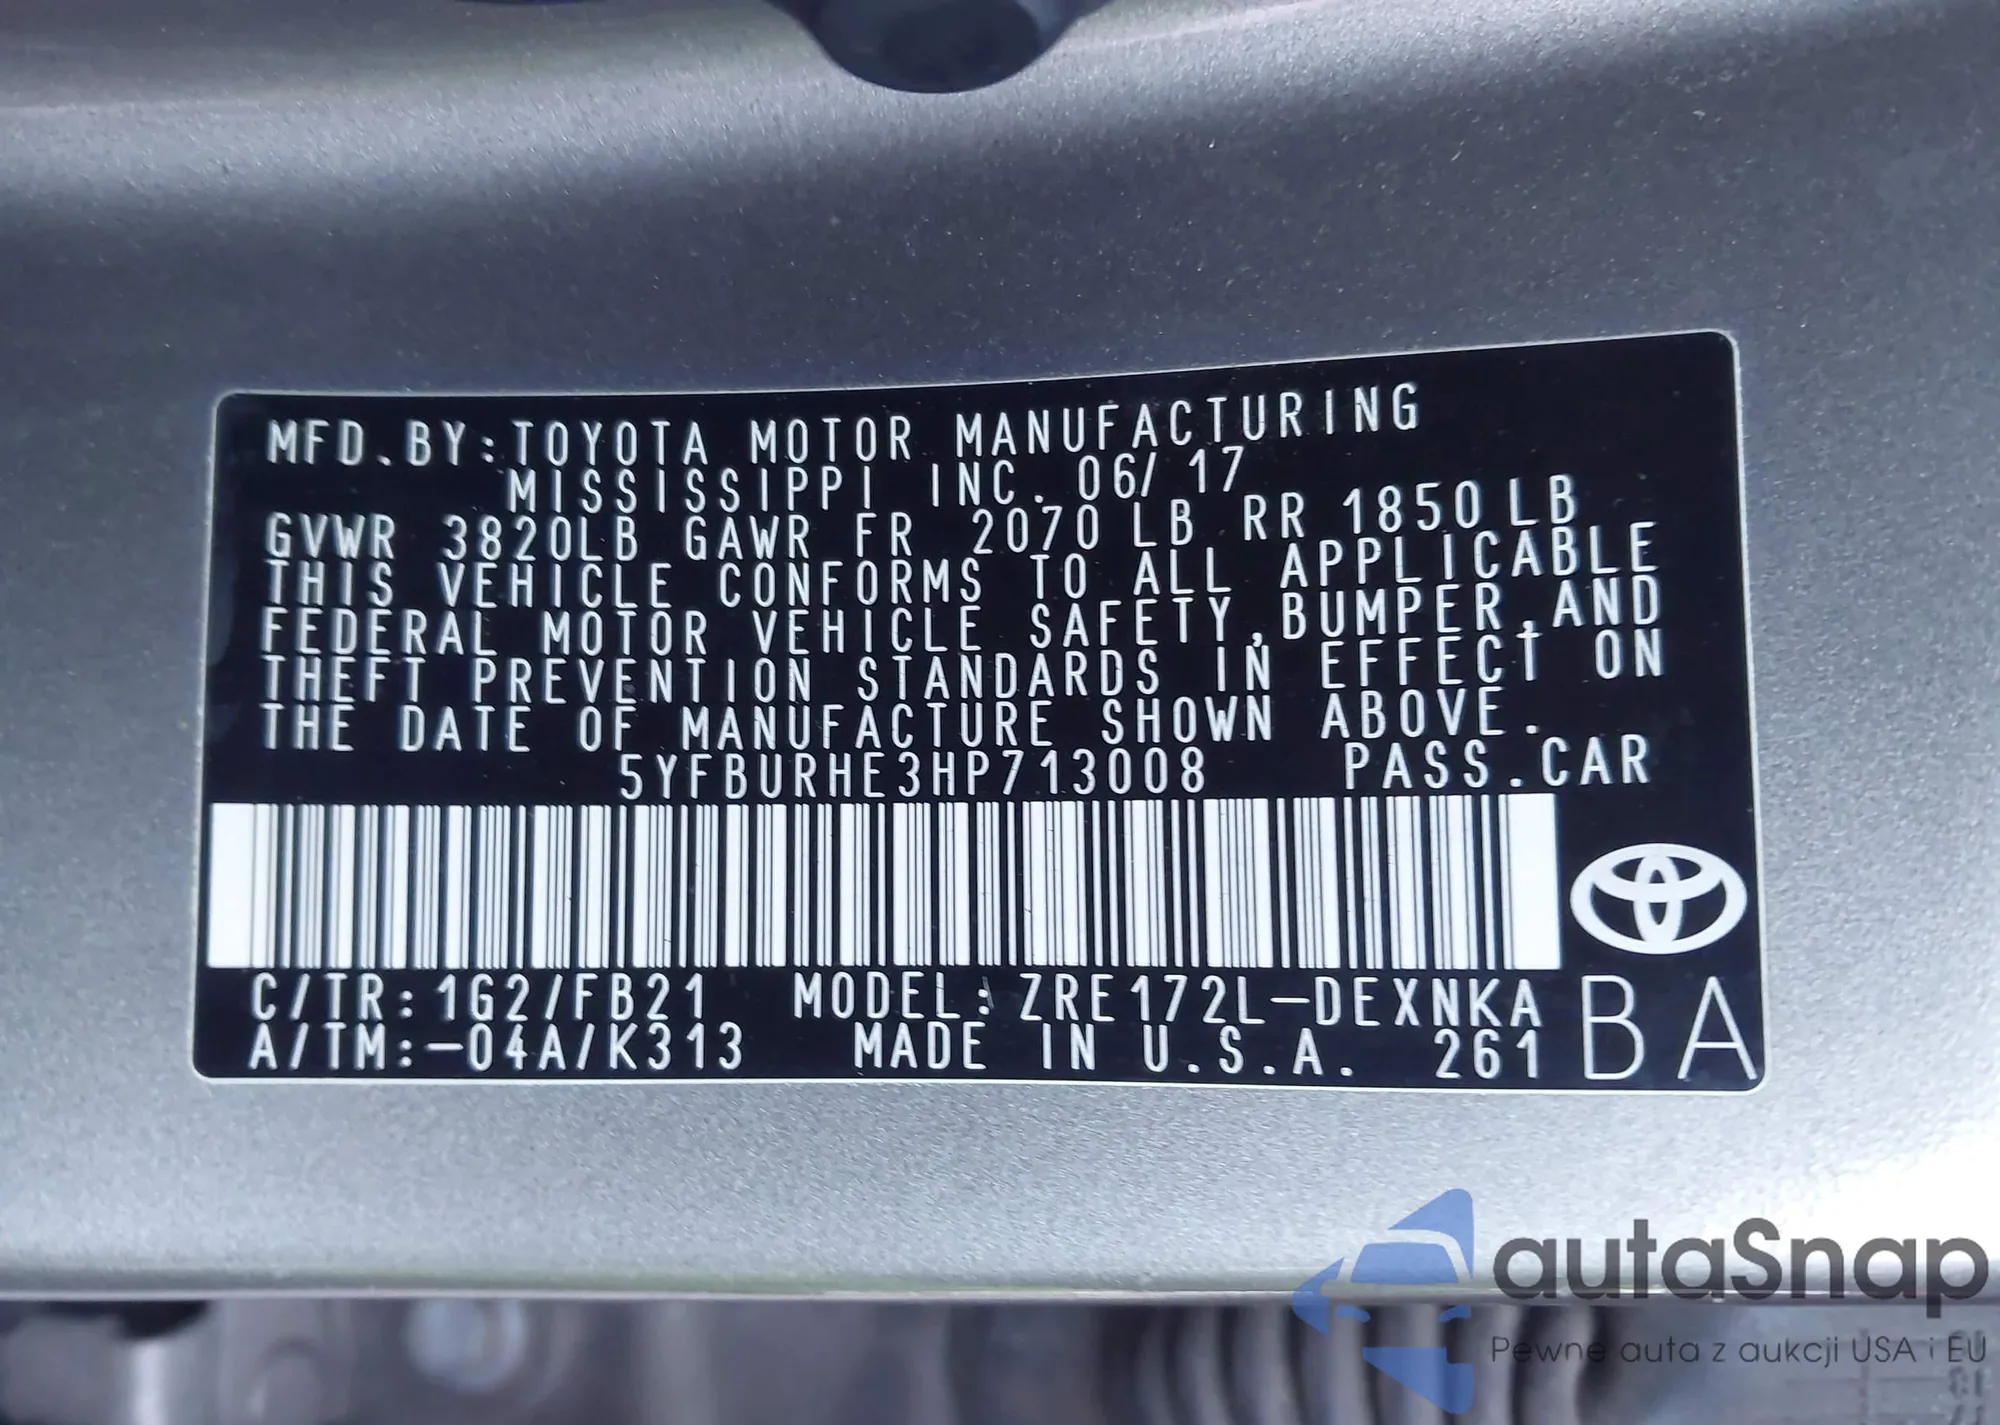 MFD.BY:TOYOTA MOTOR MANUFACTURING
MISSISSIPPI INC. 06/17
GVWR 3820LB GAWR FR 2070 LB RR 1850LB
THIS VEHICLE CONFORMS TO ALL APPLICABLE
FEDERAL MOTOR VEHICLE SAFETY,BUMPER,AND
THEFT PREVENTION STANDARDS IN EFFECT ON
THE DATE OF MANUFACTURE SHOWN ABOVE.
5YFBURHE3HP713008 PASS.CAR
C/TR:1G2/FB21 MODEL:ZRE172L-DEXNKA
A/TM:-04A/K313 MADE IN U.S.A. 261
BA
autaSnap
Pewne auta z aukcji USA i EU